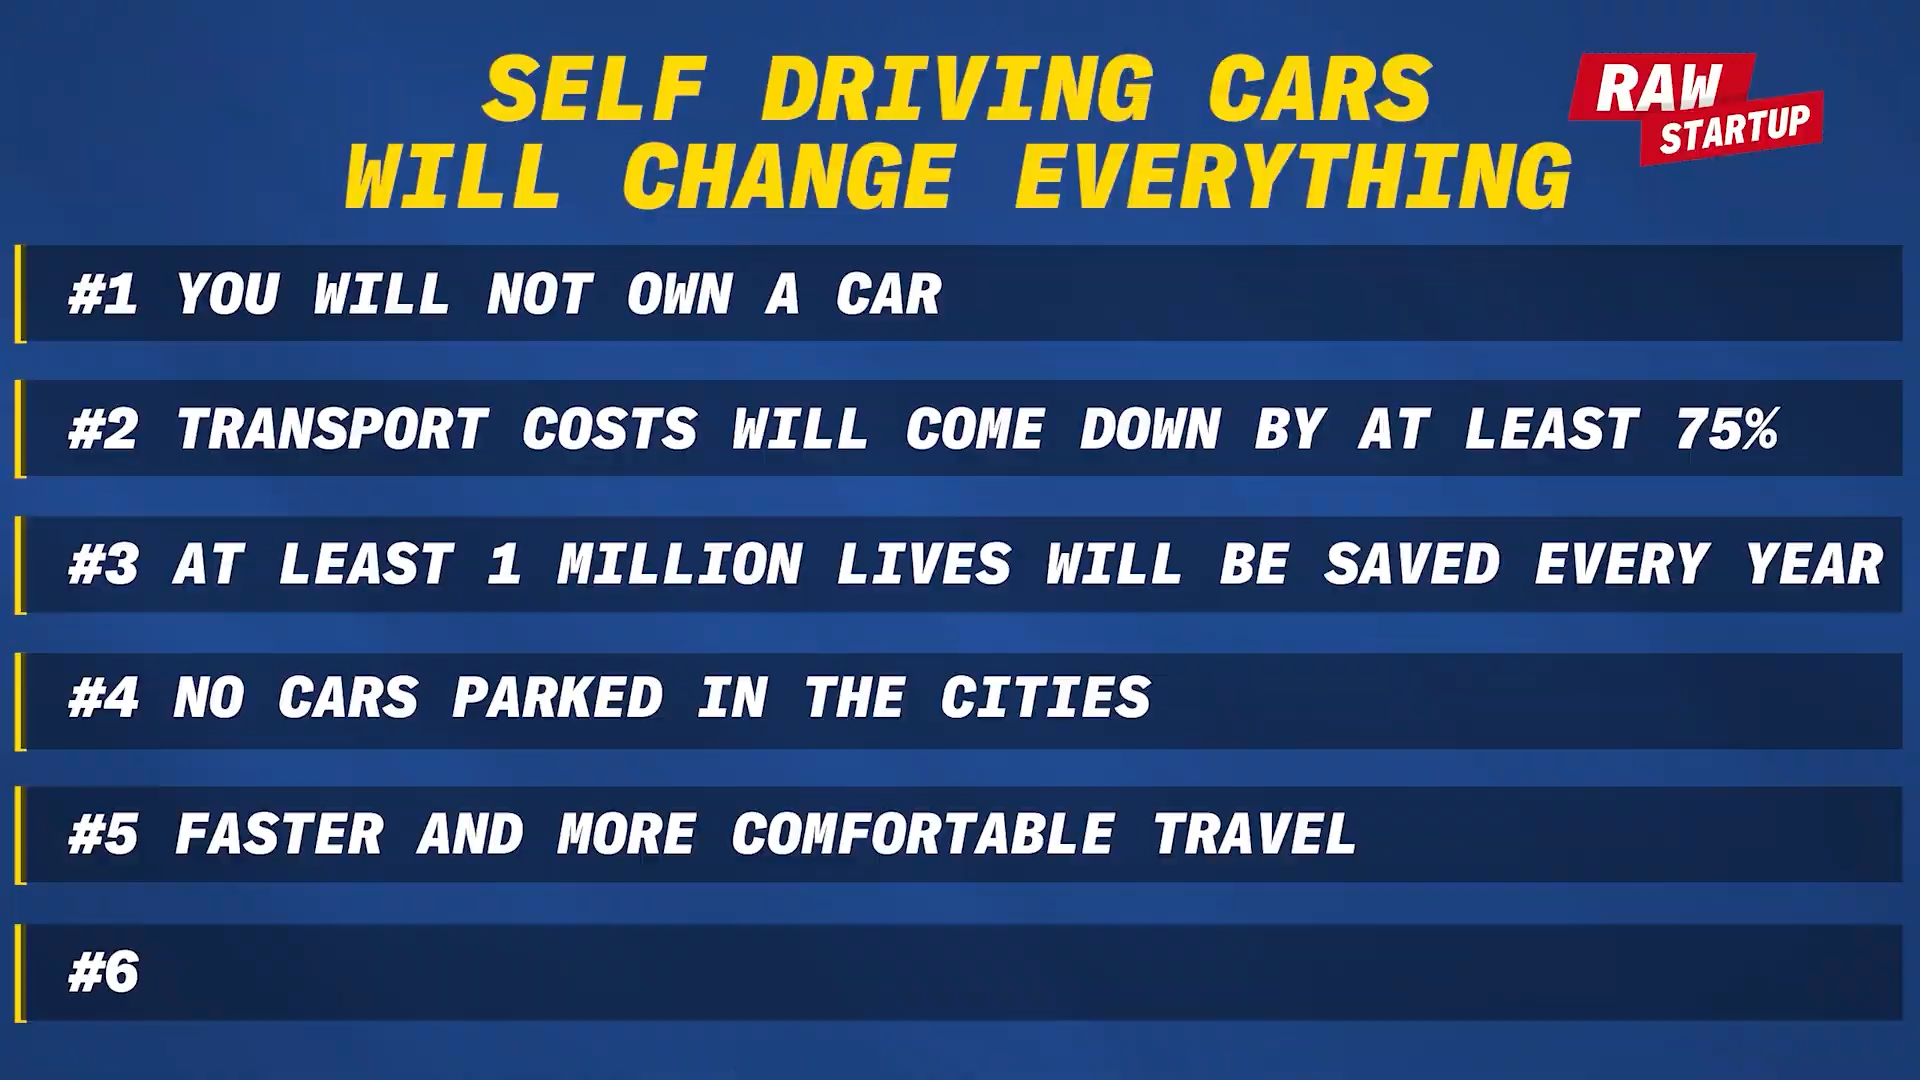 SELF DRIVING CARS
WILL CHANGE EVERYTHING
RAW
STARTUP
#1 YOU WILL NOT OWN A CAR
#2 TRANSPORT COSTS WILL COME DOWN BY AT LEAST 75%
#3 AT LEAST 1 MILLION LIVES WILL BE SAVED EVERY YEAR
#4 NO CARS PARKED IN THE CITIES
#5 FASTER AND MORE COMFORTABLE TRAVEL
#6